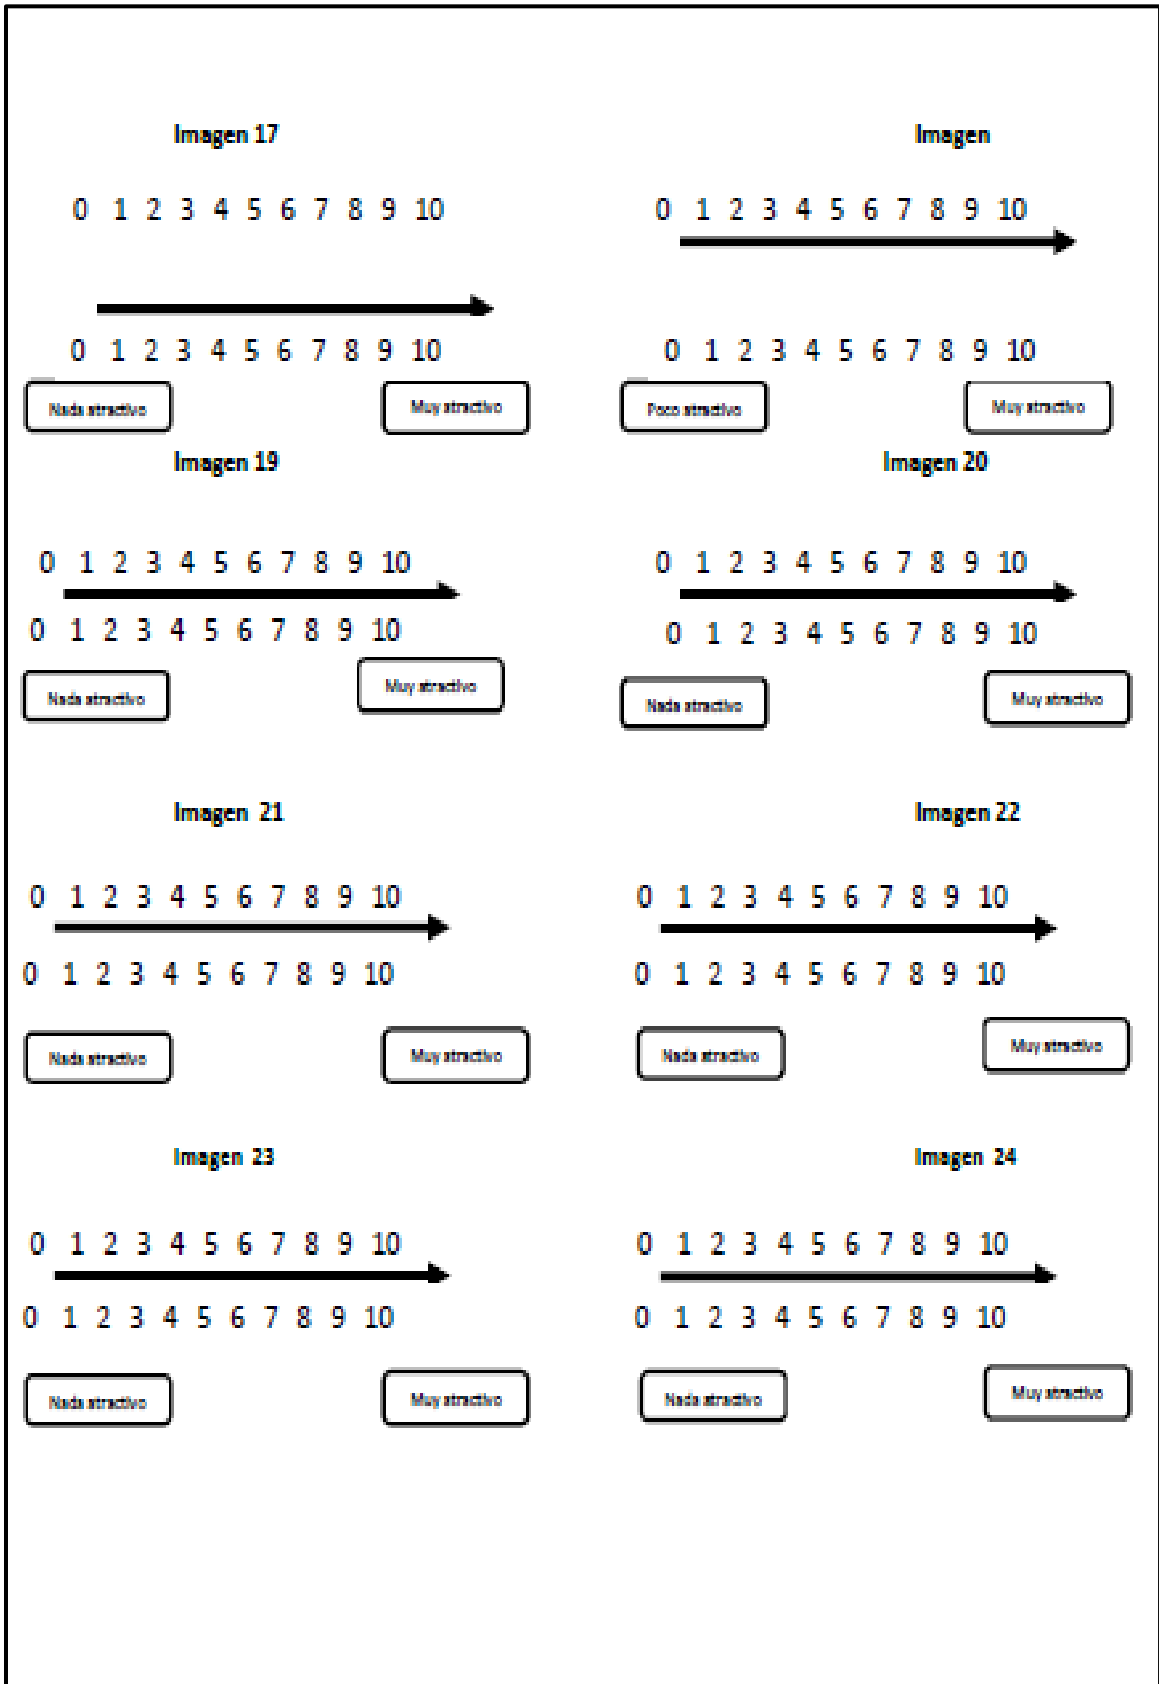 Imagen 17
0 1 2 3 4 5 6 7 8 9 10
0 1 2 3 4 5 6 7 8 9 10
Nada atractivo Muy atractivo
Imagen
0 1 2 3 4 5 6 7 8 9 10
0 1 2 3 4 5 6 7 8 9 10
Poco atractivo Muy atractivo
Imagen 19
0 1 2 3 4 5 6 7 8 9 10
0 1 2 3 4 5 6 7 8 9 10
Nada atractivo Muy atractivo
Imagen 20
0 1 2 3 4 5 6 7 8 9 10
0 1 2 3 4 5 6 7 8 9 10
Nada atractivo Muy atractivo
Imagen 21
0 1 2 3 4 5 6 7 8 9 10
0 1 2 3 4 5 6 7 8 9 10
Nada atractivo Muy atractivo
Imagen 22
0 1 2 3 4 5 6 7 8 9 10
0 1 2 3 4 5 6 7 8 9 10
Nada atractivo Muy atractivo
Imagen 23
0 1 2 3 4 5 6 7 8 9 10
0 1 2 3 4 5 6 7 8 9 10
Nada atractivo Muy atractivo
Imagen 24
0 1 2 3 4 5 6 7 8 9 10
0 1 2 3 4 5 6 7 8 9 10
Nada atractivo Muy atractivo